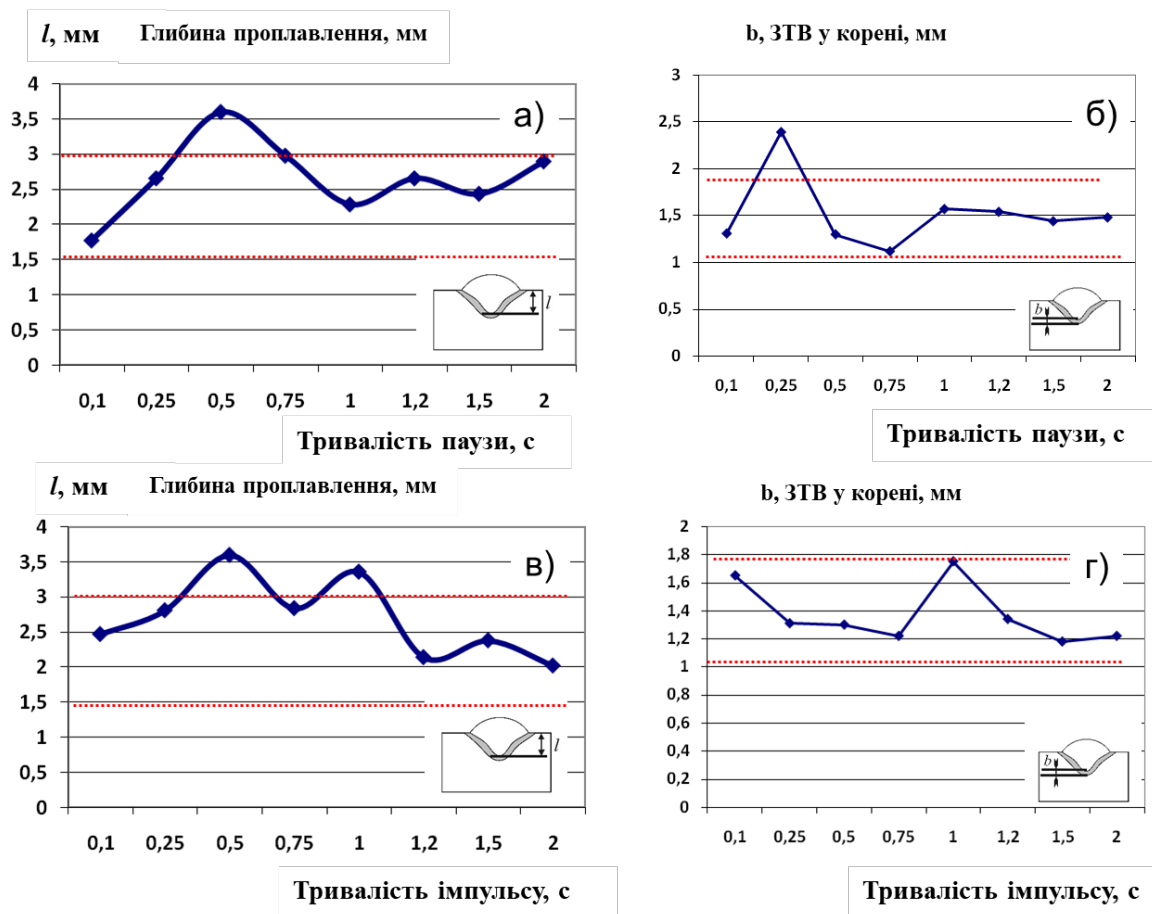 l, мм Глибина проплавлення, мм
4
3,5
3
2,5
2
1,5
1
0,5
0
а)
l
0,1 0,25 0,5 0,75 1 1,2 1,5 2
Тривалість паузи, с
b, ЗТВ у корені, мм
3
2,5
2
1,5
1
0,5
0
б)
b
0,1 0,25 0,5 0,75 1 1,2 1,5 2
Тривалість паузи, с
l, мм Глибина проплавлення, мм
4
3,5
3
2,5
2
1,5
1
0,5
0
в)
l
0,1 0,25 0,5 0,75 1 1,2 1,5 2
Тривалість імпульсу, с
b, ЗТВ у корені, мм
2
1,8
1,6
1,4
1,2
1
0,8
0,6
0,4
0,2
0
г)
b
0,1 0,25 0,5 0,75 1 1,2 1,5 2
Тривалість імпульсу, с